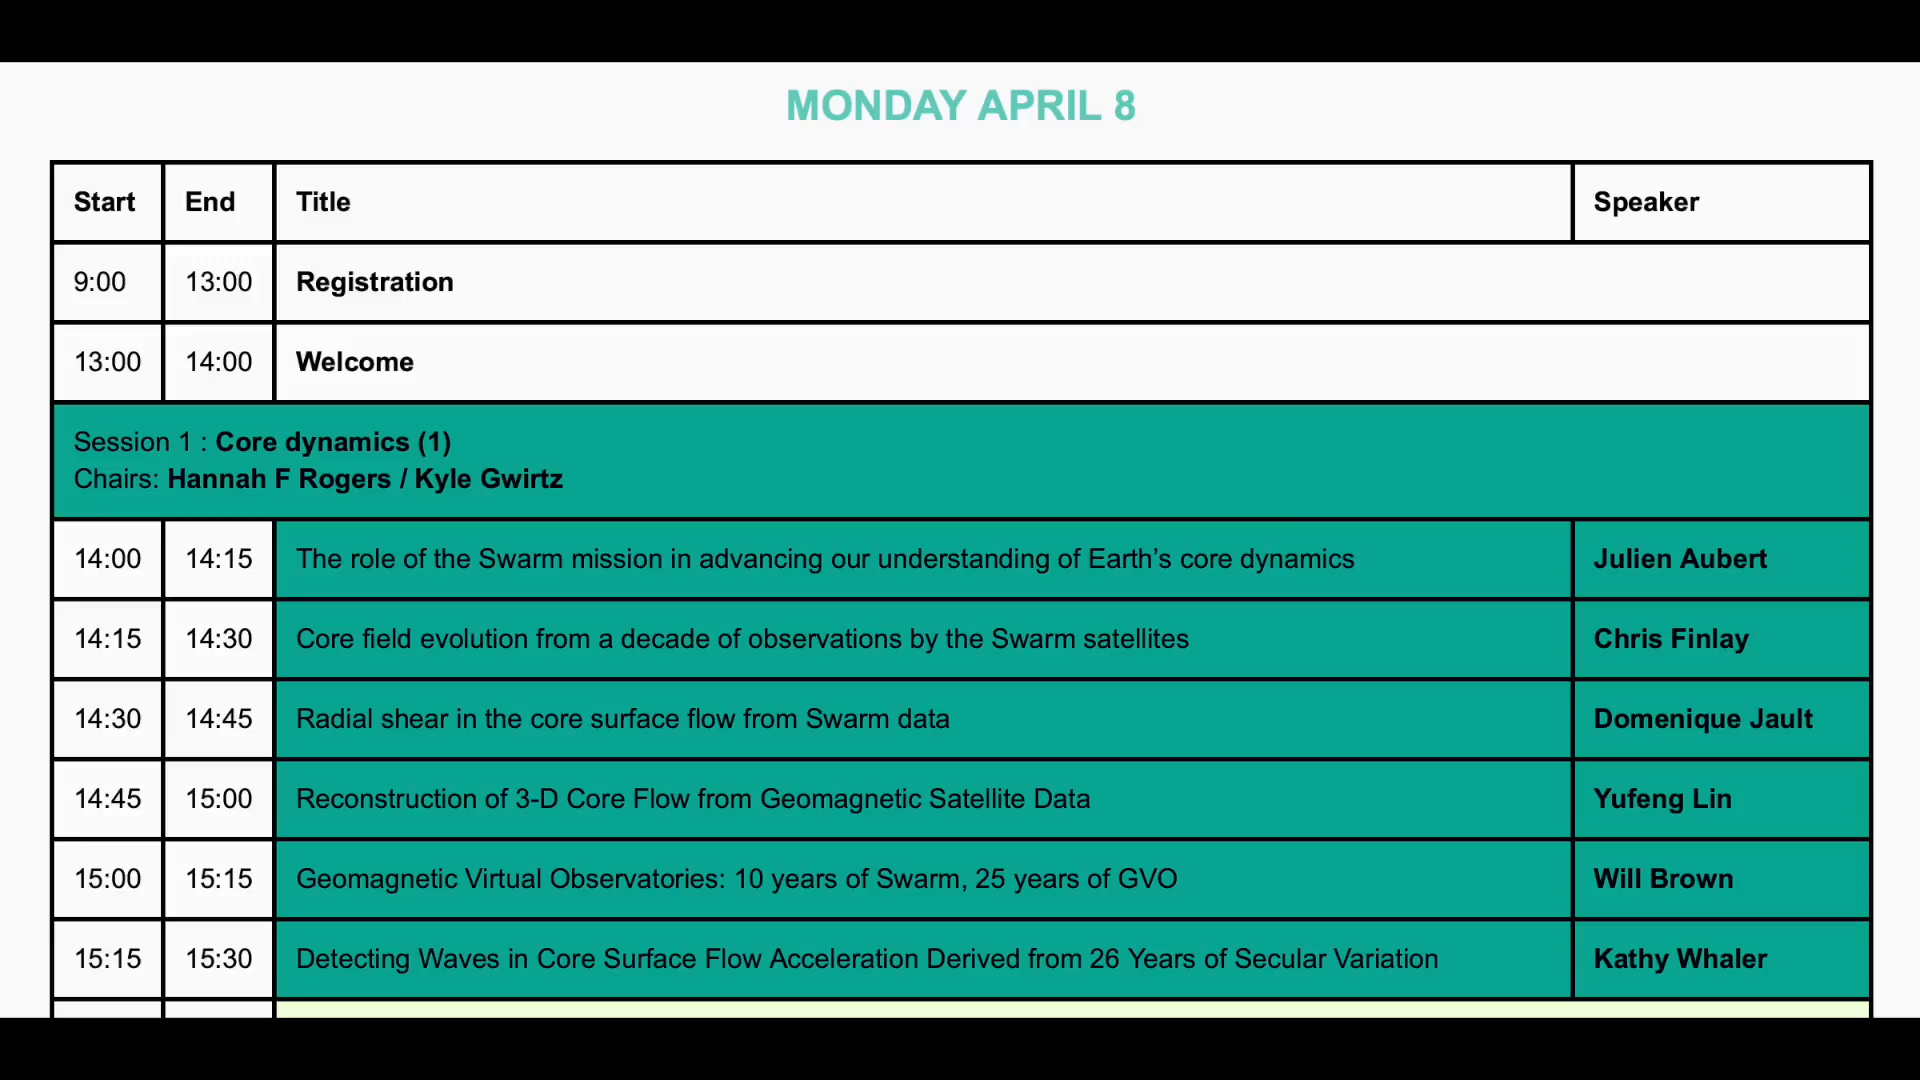 MONDAY APRIL 8
Start End Title Speaker
9:00 13:00 Registration
13:00 14:00 Welcome
Session 1 : Core dynamics (1)
Chairs: Hannah F Rogers / Kyle Gwirtz
14:00 14:15 The role of the Swarm mission in advancing our understanding of Earth’s core dynamics Julien Aubert
14:15 14:30 Core field evolution from a decade of observations by the Swarm satellites Chris Finlay
14:30 14:45 Radial shear in the core surface flow from Swarm data Domenique Jault
14:45 15:00 Reconstruction of 3-D Core Flow from Geomagnetic Satellite Data Yufeng Lin
15:00 15:15 Geomagnetic Virtual Observatories: 10 years of Swarm, 25 years of GVO Will Brown
15:15 15:30 Detecting Waves in Core Surface Flow Acceleration Derived from 26 Years of Secular Variation Kathy Whaler